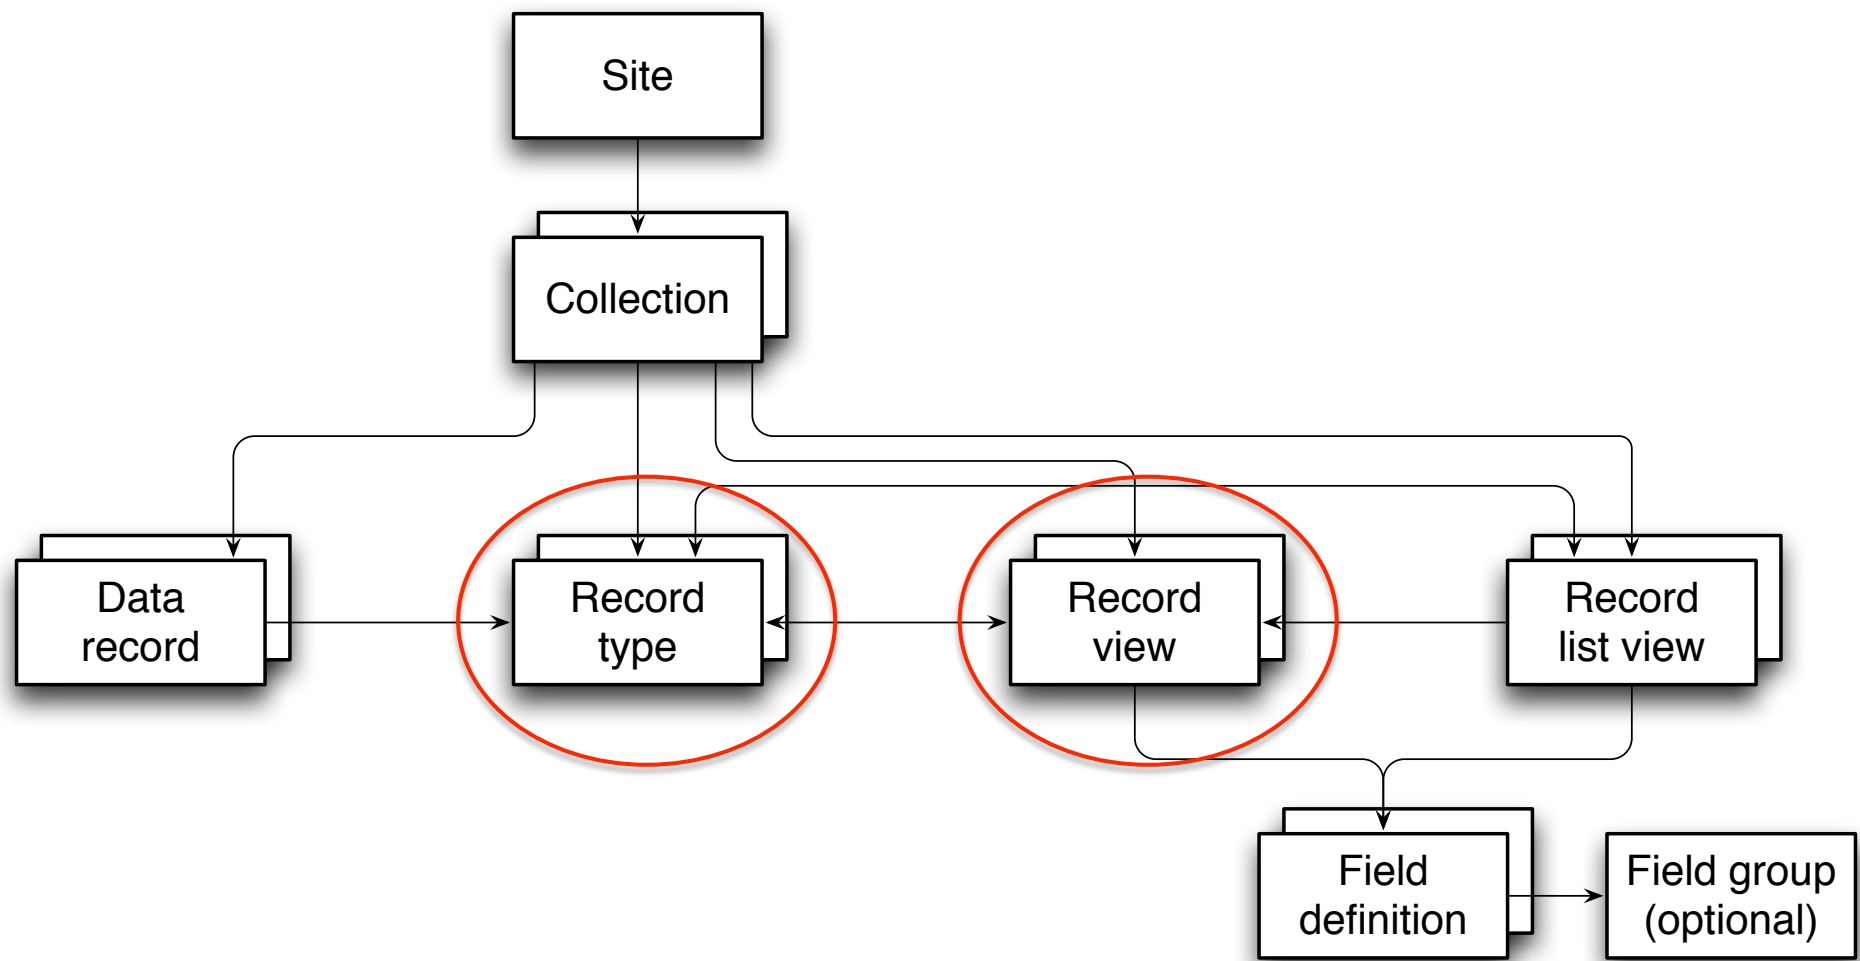 Site
Collection
Data
record
Record
type
Record
view
Record
list view
Field
definition
Field group
(optional)